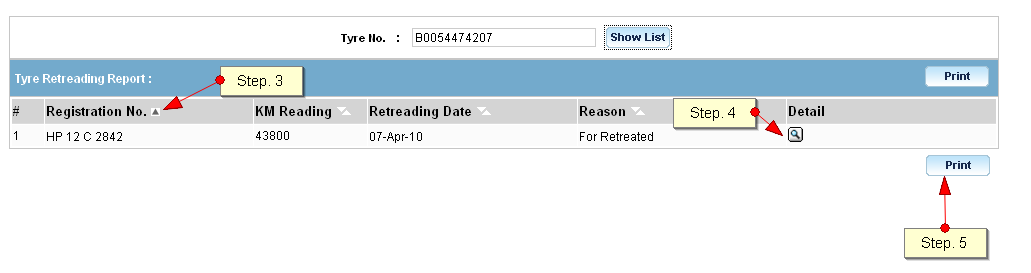 Tyre No. : B0054474207 Show List
Tyre Retreading Report : Print
Step. 3
# Registration No. KM Reading Retreading Date Reason Detail
Step. 4
1 HP 12 C 2842 43800 07-Apr-10 For Retreated
Print
Step. 5